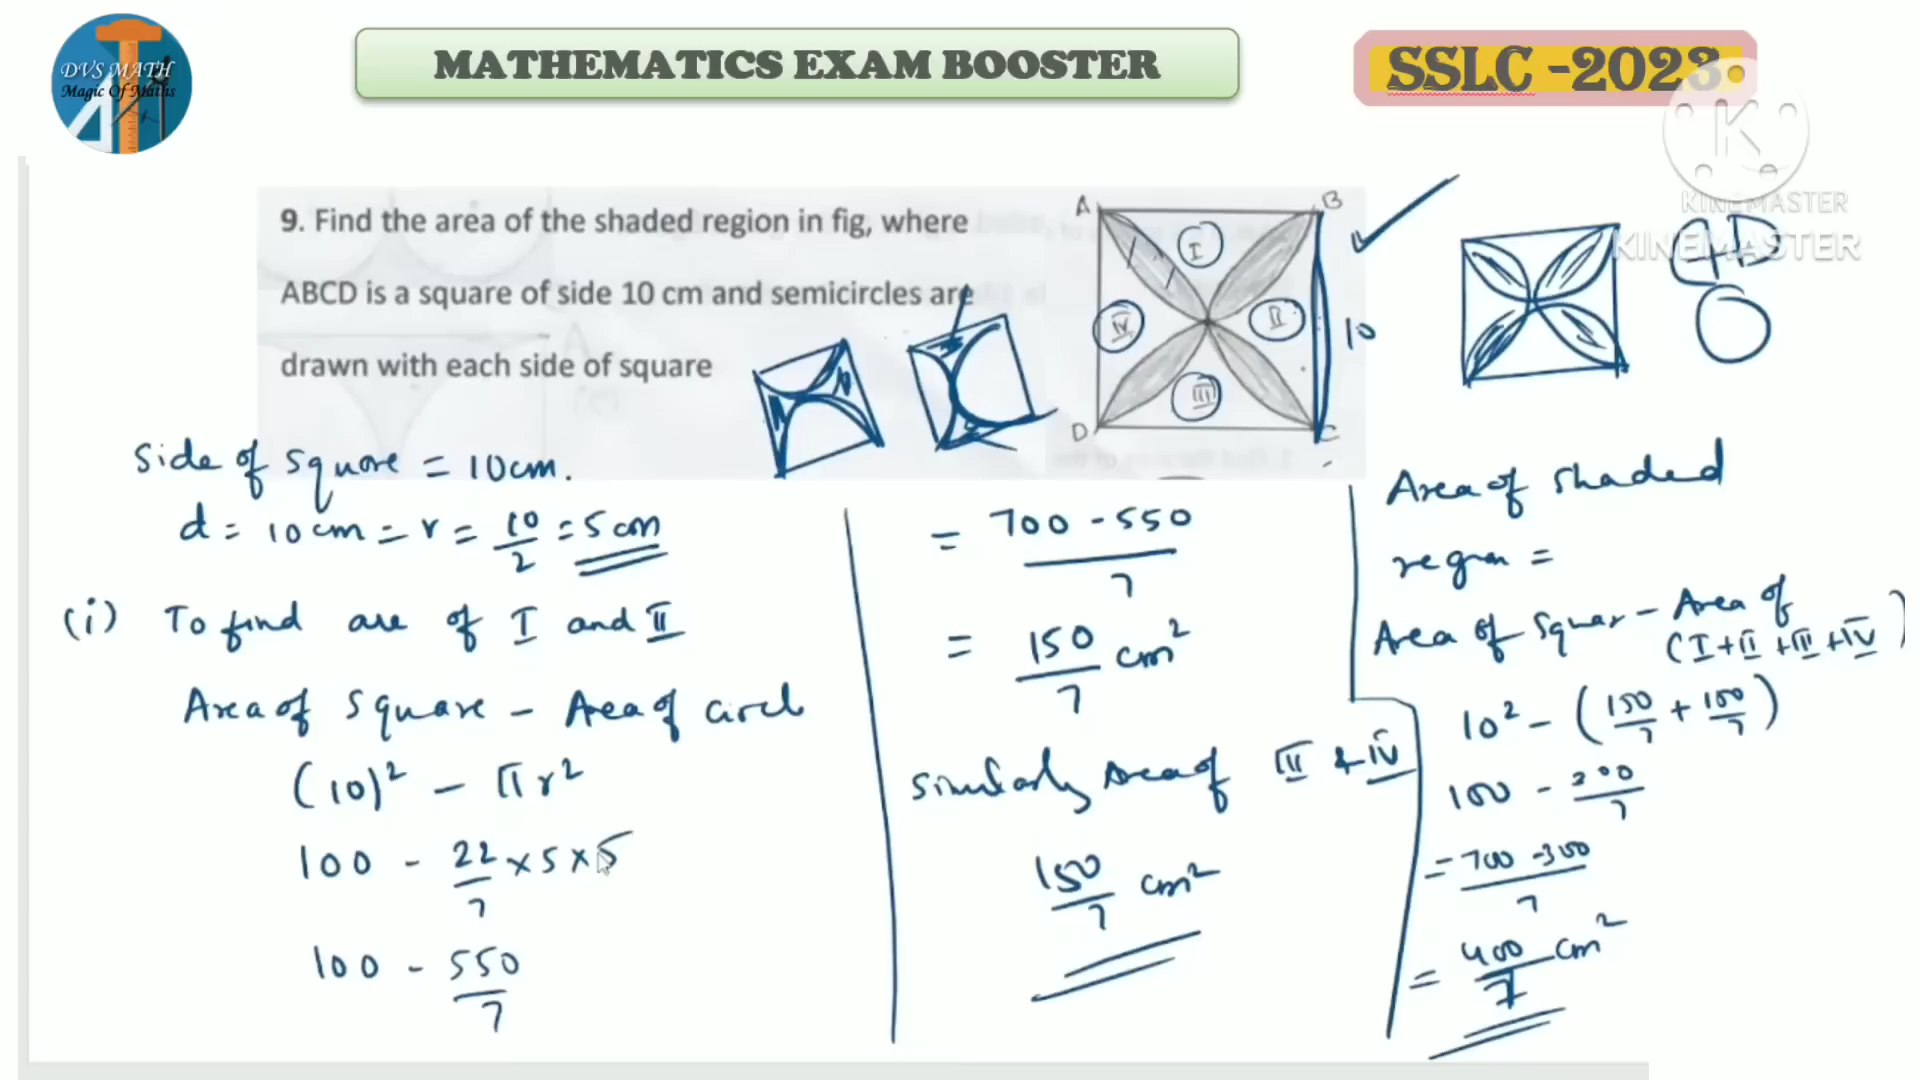 DVS MATH
Magic Of Maths
MATHEMATICS EXAM BOOSTER
SSLC -2023
K
KINEMASTER
KINEMASTER
9. Find the area of the shaded region in fig, where
ABCD is a square of side 10 cm and semicircles are
drawn with each side of square
A
B
I
IV
II
III
D
C
10
Side of Square = 10cm.
d = 10cm = r = 10/2 = 5cm
(i) To find are of I and II
Area of Square - Area of circl
(10)² - πr²
100 - 22/7 × 5 × 5
100 - 550/7
= 700 - 550 / 7
= 150/7 cm²
Similarly Area of III & IV
150/7 cm²
Area of Shaded
region =
Area of Squar - Area of
(I + II + III + IV)
10² - (150/7 + 150/7)
100 - 300/7
= 700 - 300 / 7
= 400/7 cm²